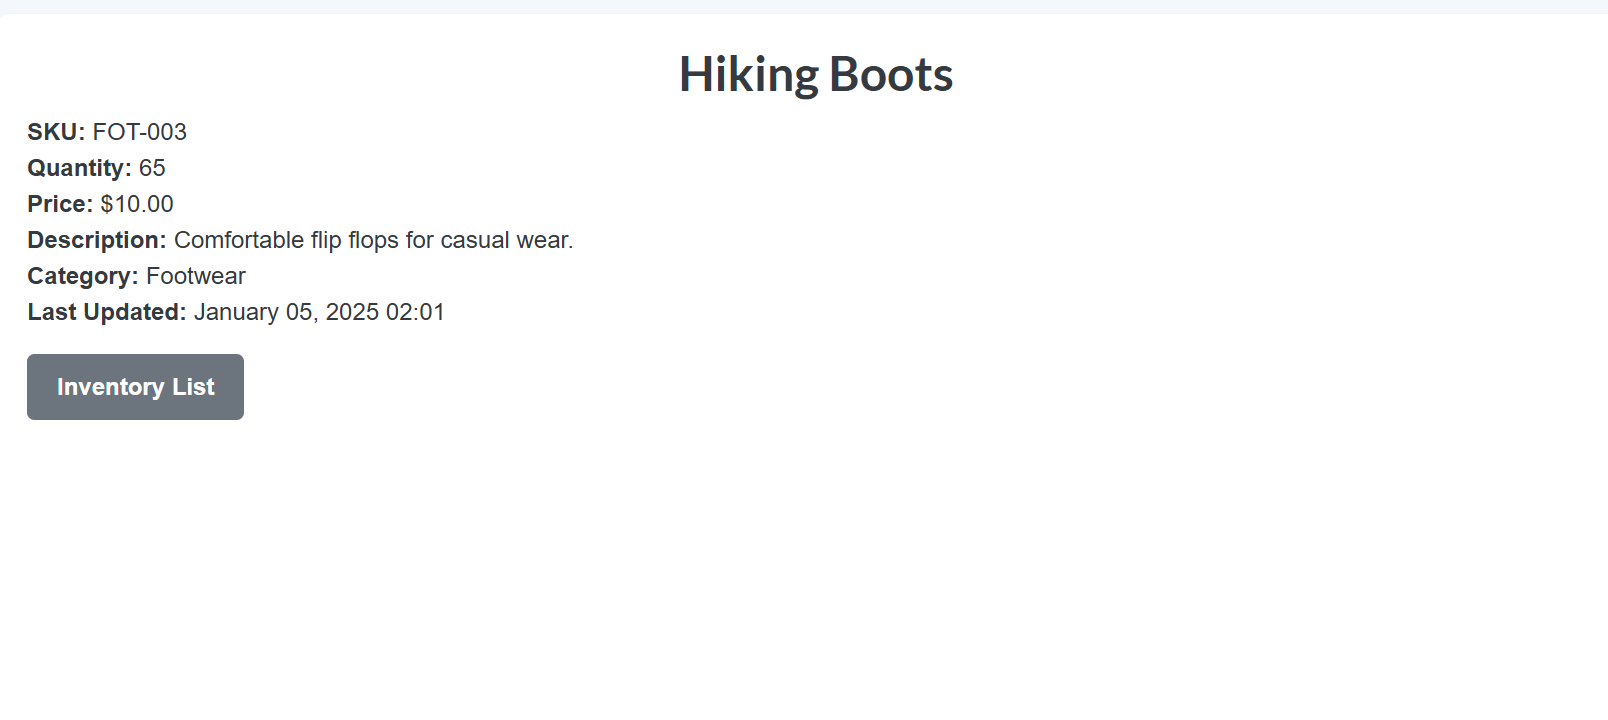 Hiking Boots
SKU: FOT-003
Quantity: 65
Price: $10.00
Description: Comfortable flip flops for casual wear.
Category: Footwear
Last Updated: January 05, 2025 02:01
Inventory List